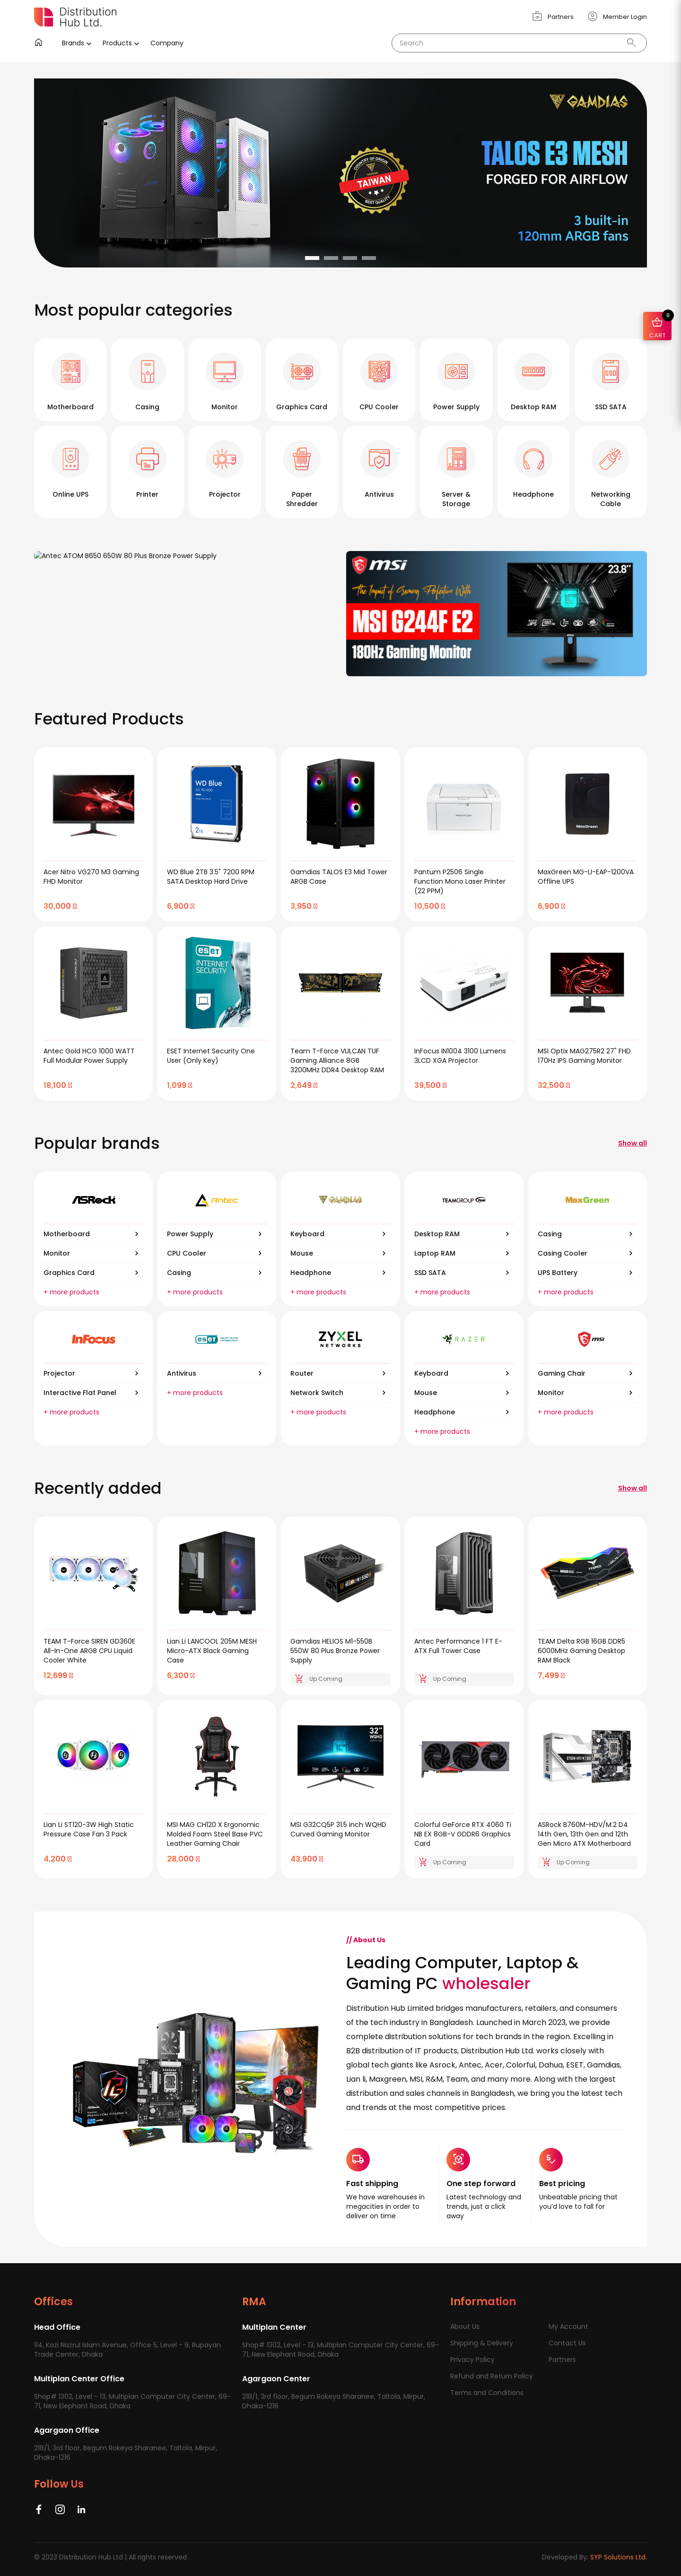 Distribution
Hub Ltd.
Partners
Member Login
Brands
Products
Company
Search
GAMDIAS
TALOS E3 MESH
FORGED FOR AIRFLOW
COUNTRY OF ORIGIN
TAIWAN
BEST QUALITY
3 built-in
120mm ARGB fans
0
CART
Most popular categories
Motherboard
Casing
Monitor
Graphics Card
CPU Cooler
Power Supply
Desktop RAM
SSD SATA
Online UPS
Printer
Projector
Paper
Shredder
Antivirus
Server &
Storage
Headphone
Networking
Cable
Antec ATOM B650 650W 80 Plus Bronze Power Supply
msi
The Impact of Gaming Perfection With
MSI G244F E2
180Hz Gaming Monitor
23.8"
Featured Products
Acer Nitro VG270 M3 Gaming
FHD Monitor
30,000 ৳
WD Blue 2TB 3.5" 7200 RPM
SATA Desktop Hard Drive
6,900 ৳
Gamdias TALOS E3 Mid Tower
ARGB Case
3,950 ৳
Pantum P2506 Single
Function Mono Laser Printer
(22 PPM)
10,500 ৳
MaxGreen MG-LI-EAP-1200VA
Offline UPS
6,900 ৳
Antec Gold HCG 1000 WATT
Full Modular Power Supply
18,100 ৳
ESET Internet Security One
User (Only Key)
1,099 ৳
Team T-Force VULCAN TUF
Gaming Alliance 8GB
3200MHz DDR4 Desktop RAM
2,649 ৳
InFocus IN1004 3100 Lumens
3LCD XGA Projector
39,500 ৳
MSI Optix MAG275R2 27" FHD
170Hz IPS Gaming Monitor
32,500 ৳
Popular brands
Show all
ASRock
Motherboard
Monitor
Graphics Card
+ more products
Antec
Power Supply
CPU Cooler
Casing
+ more products
GAMDIAS
Keyboard
Mouse
Headphone
+ more products
TEAMGROUP
Desktop RAM
Laptop RAM
SSD SATA
+ more products
MaxGreen
Casing
Casing Cooler
UPS Battery
+ more products
InFocus
Projector
Interactive Flat Panel
+ more products
eset
Antivirus
+ more products
ZYXEL
NETWORKS
Router
Network Switch
+ more products
RAZER
Keyboard
Mouse
Headphone
+ more products
msi
Gaming Chair
Monitor
+ more products
Recently added
Show all
TEAM T-Force SIREN GD360E
All-In-One ARGB CPU Liquid
Cooler White
12,699 ৳
Lian Li LANCOOL 205M MESH
Micro-ATX Black Gaming
Case
6,300 ৳
Gamdias HELIOS M1-550B
550W 80 Plus Bronze Power
Supply
Up Coming
Antec Performance 1 FT E-
ATX Full Tower Case
Up Coming
TEAM Delta RGB 16GB DDR5
6000MHz Gaming Desktop
RAM Black
7,499 ৳
Lian Li ST120-3W High Static
Pressure Case Fan 3 Pack
4,200 ৳
MSI MAG CH120 X Ergonomic
Molded Foam Steel Base PVC
Leather Gaming Chair
28,000 ৳
MSI G32CQ5P 31.5 inch WQHD
Curved Gaming Monitor
43,900 ৳
Colorful GeForce RTX 4060 Ti
NB EX 8GB-V GDDR6 Graphics
Card
Up Coming
ASRock B760M-HDV/M.2 D4
14th Gen, 13th Gen and 12th
Gen Micro ATX Motherboard
Up Coming
// About Us
Leading Computer, Laptop &
Gaming PC wholesaler
Distribution Hub Limited bridges manufacturers, retailers, and consumers
of the tech industry in Bangladesh. Launched in March 2023, we provide
complete distribution solutions for tech brands in the region. Excelling in
B2B distribution of IT products, Distribution Hub Ltd. works closely with
global tech giants like Asrock, Antec, Acer, Colorful, Dahua, ESET, Gamdias,
Lian li, Maxgreen, MSI, R&M, Team, and many more. Along with the largest
distribution and sales channels in Bangladesh, we bring you the latest tech
and trends at the most competitive prices.
Fast shipping
We have warehouses in
megacities in order to
deliver on time
One step forward
Latest technology and
trends, just a click
away
Best pricing
Unbeatable pricing that
you'd love to fall for
Offices
Head Office
114, Kazi Nazrul Islam Avenue, Office 5, Level - 9, Rupayan
Trade Center, Dhaka
Multiplan Center Office
Shop# 1302, Level - 13, Multiplan Computer City Center, 69-
71, New Elephant Road, Dhaka
Agargaon Office
218/1, 3rd floor, Begum Rokeya Sharanee, Taltola, Mirpur,
Dhaka-1216
RMA
Multiplan Center
Shop# 1302, Level - 13, Multiplan Computer City Center, 69-
71, New Elephant Road, Dhaka
Agargaon Center
218/1, 3rd floor, Begum Rokeya Sharanee, Taltola, Mirpur,
Dhaka-1216
Information
About Us
Shipping & Delivery
Privacy Policy
Refund and Return Policy
Terms and Conditions
My Account
Contact Us
Partners
Follow Us
© 2023 Distribution Hub Ltd | All rights reserved
Developed By: SYP Solutions Ltd.